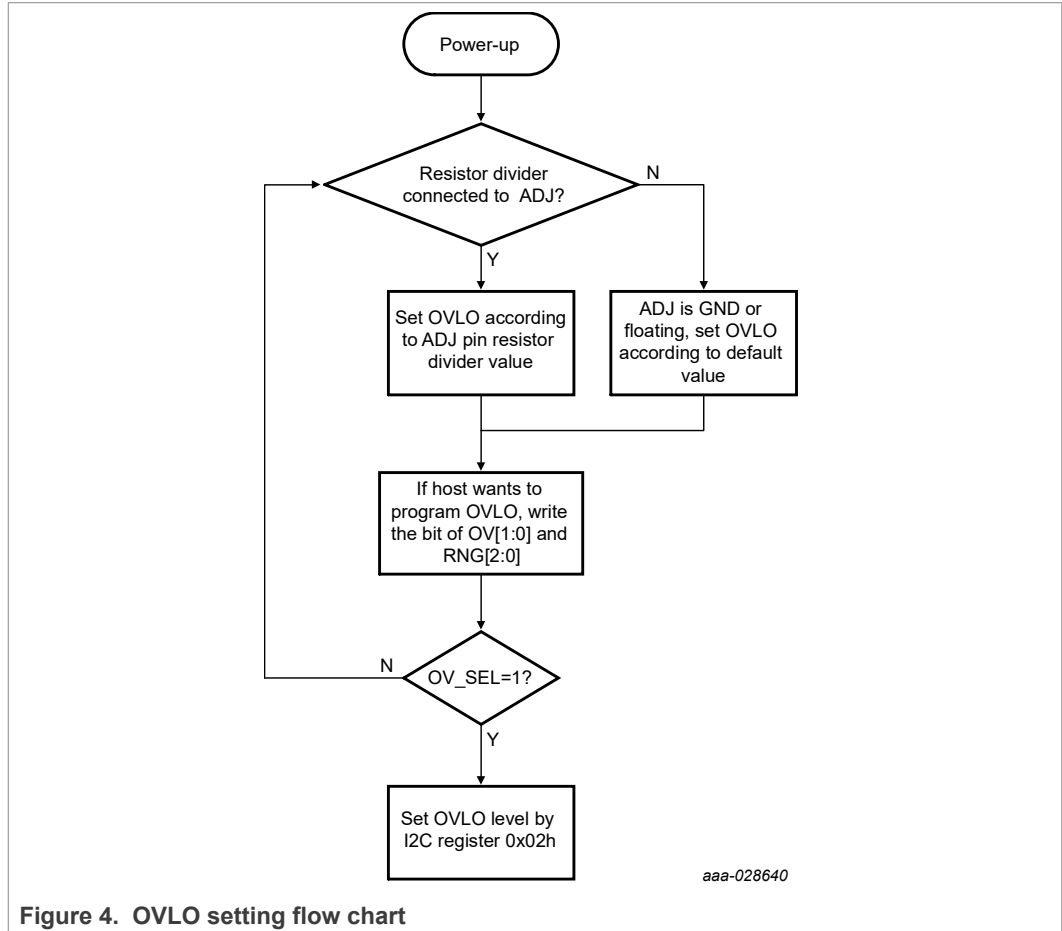 Power-up
Resistor divider
connected to ADJ?
N
Y
Set OVLO according
to ADJ pin resistor
divider value
ADJ is GND or
floating, set OVLO
according to default
value
If host wants to
program OVLO, write
the bit of OV[1:0] and
RNG[2:0]
N
OV_SEL=1?
Y
Set OVLO level by
I2C register 0x02h
aaa-028640
Figure 4. OVLO setting flow chart